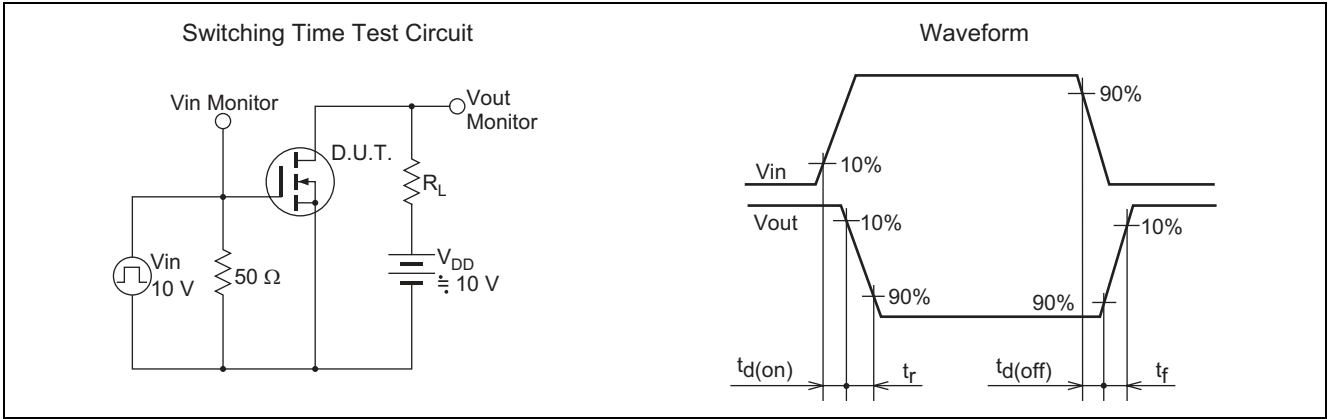 Switching Time Test Circuit
Vin Monitor
Vout
Monitor
D.U.T.
RL
Vin
10 V
50 Ω
VDD
≒ 10 V
Waveform
Vin
10%
90%
Vout
10%
90%
90%
10%
td(on)
tr
td(off)
tf